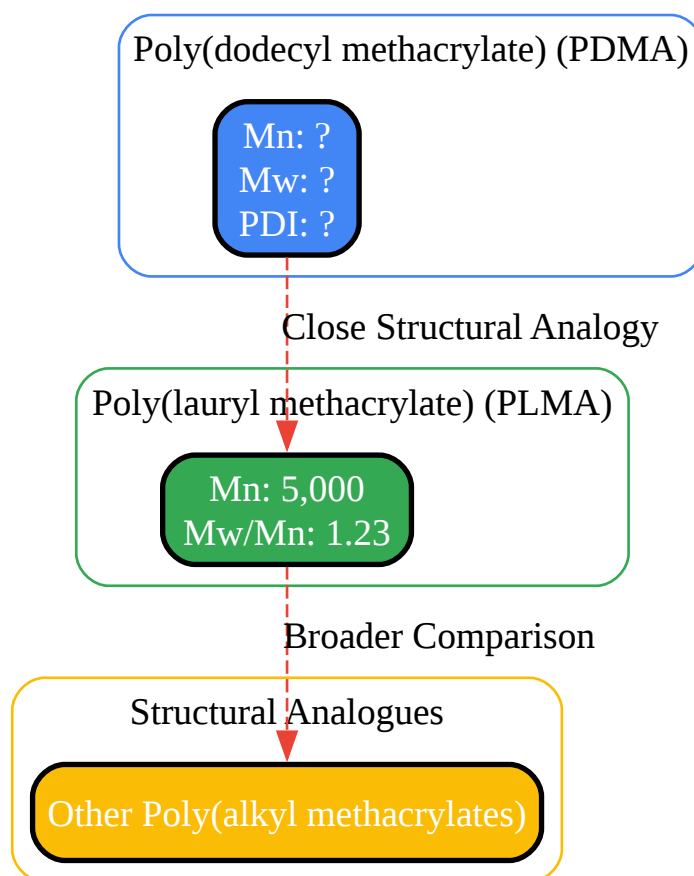 Poly(dodecyl methacrylate) (PDMA)
Mn: ?
Mw: ?
PDI: ?
Close Structural Analogy
Poly(lauryl methacrylate) (PLMA)
Mn: 5,000
Mw/Mn: 1.23
Broader Comparison
Structural Analogues
Other Poly(alkyl methacrylates)